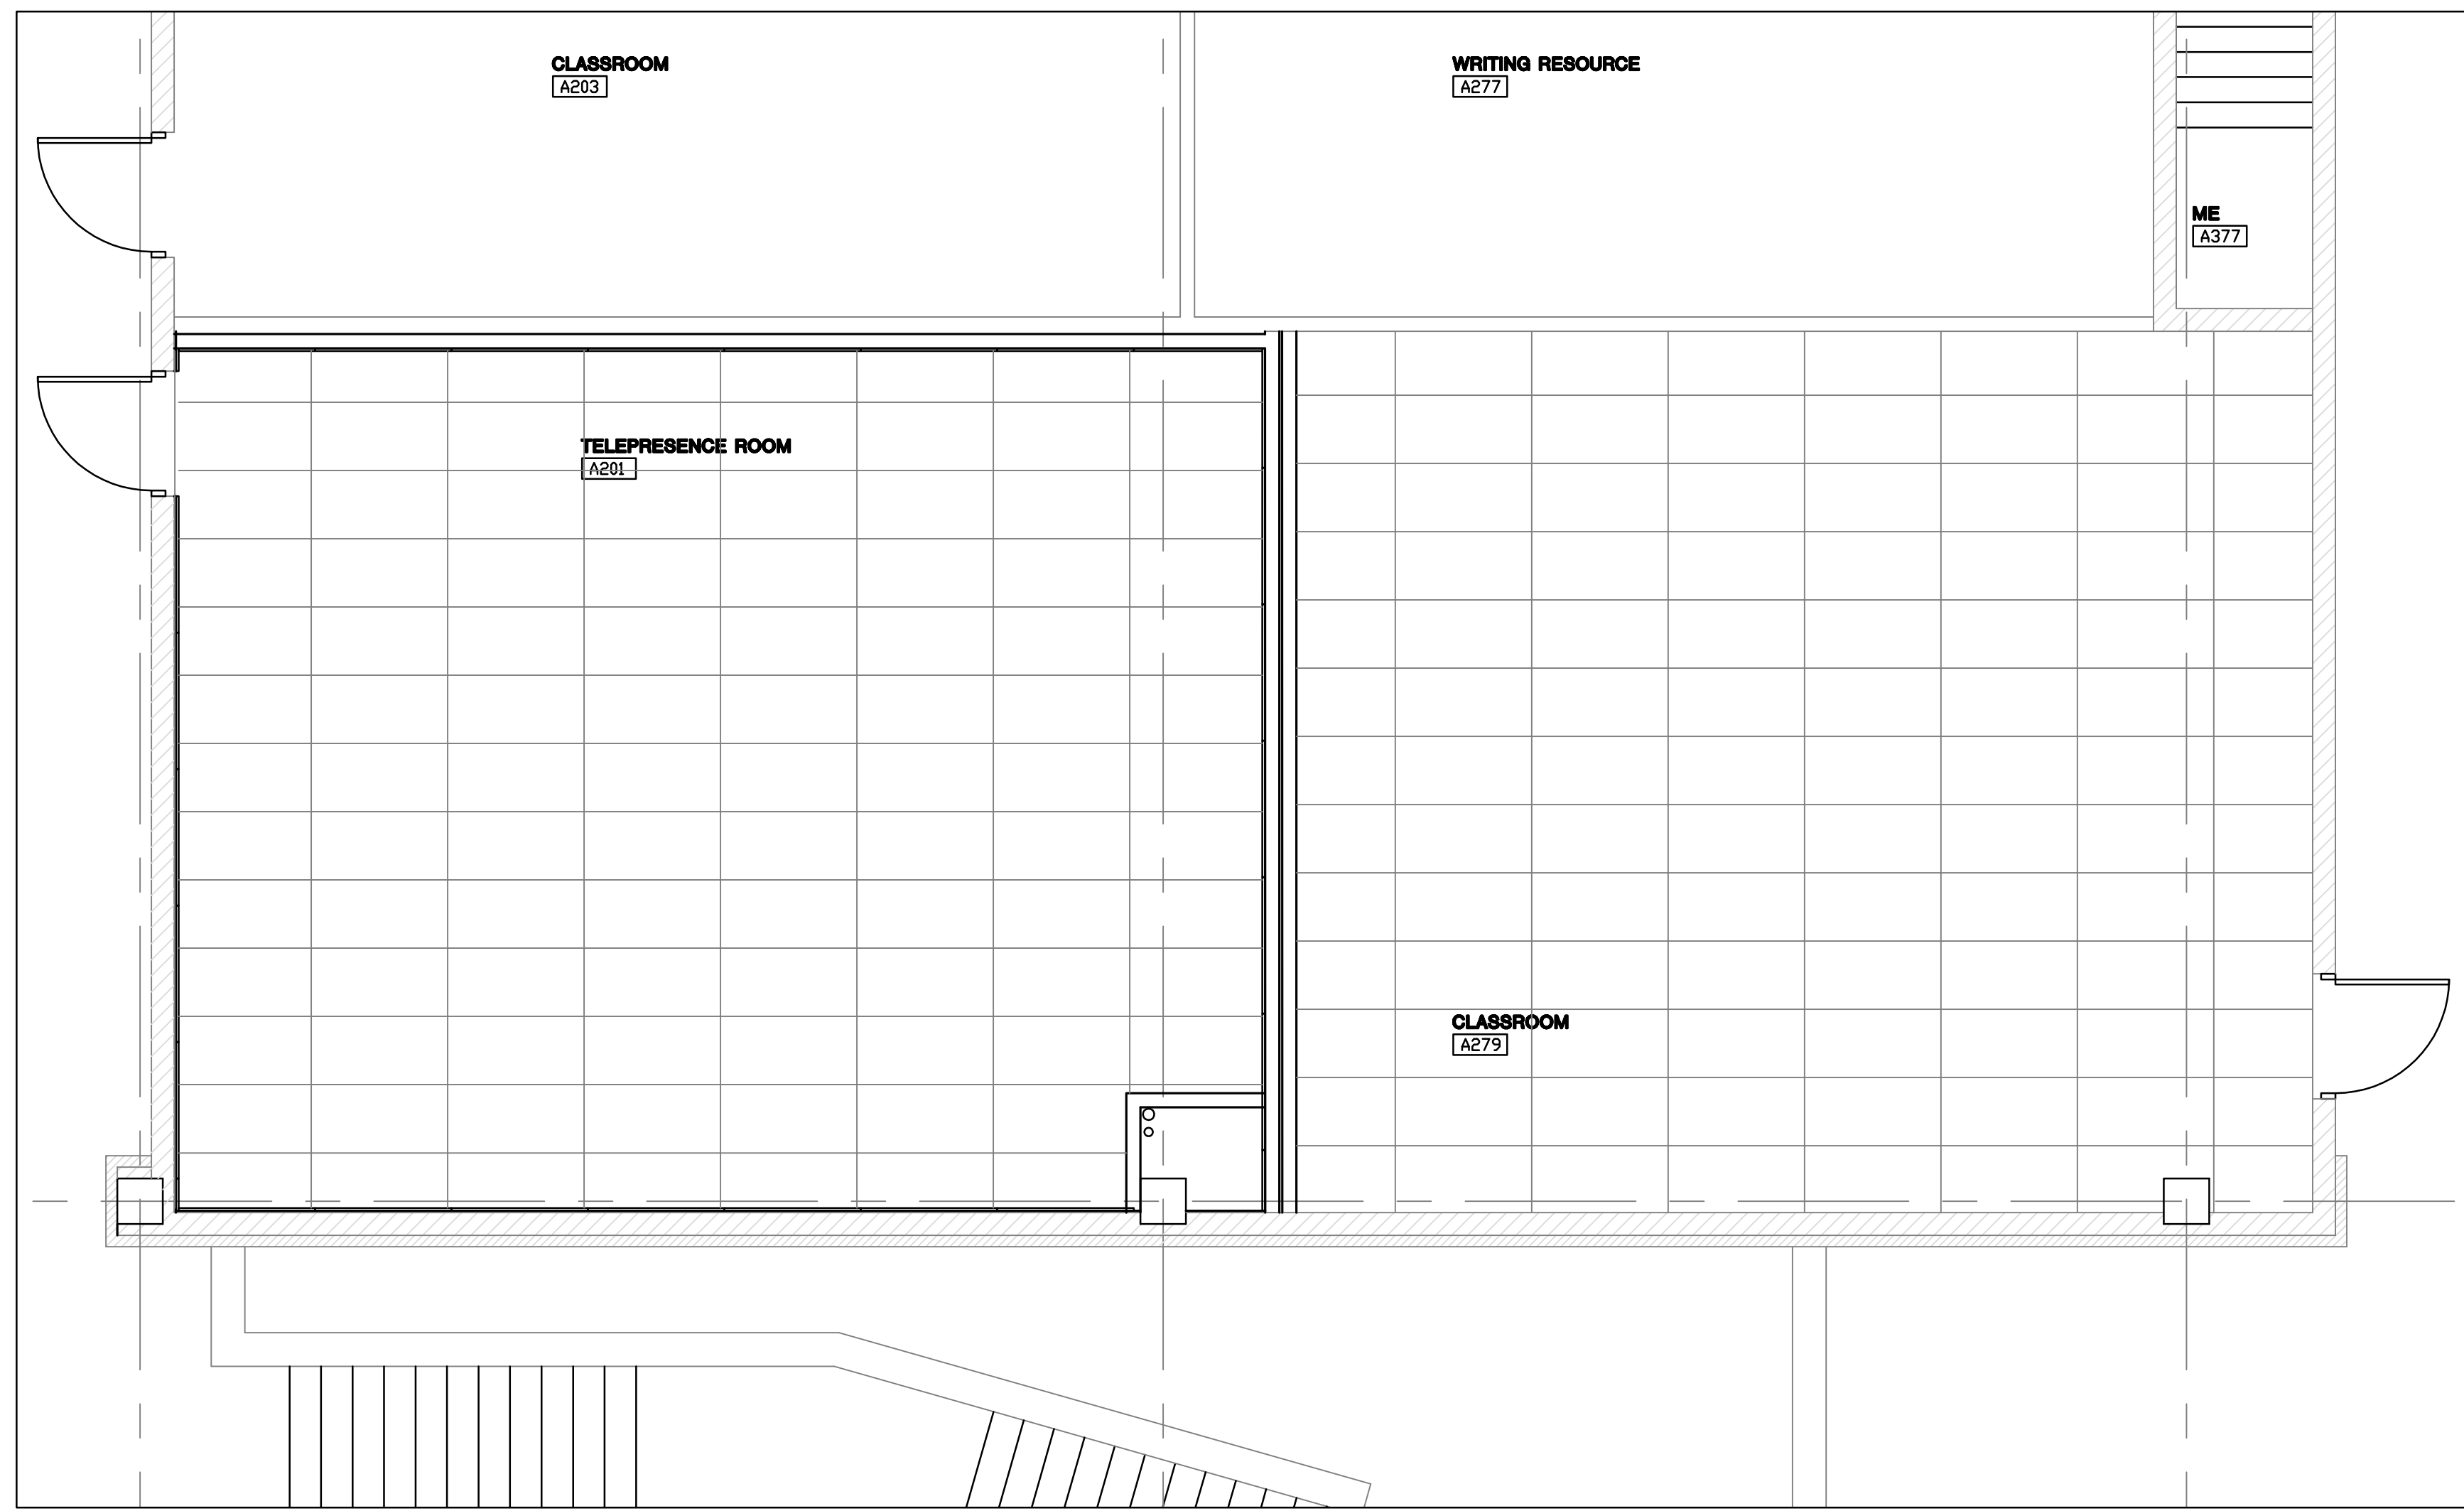 CLASSROOM
A203
WRITING RESOURCE
A277
ME
A377
TELEPRESENCE ROOM
A201
CLASSROOM
A279